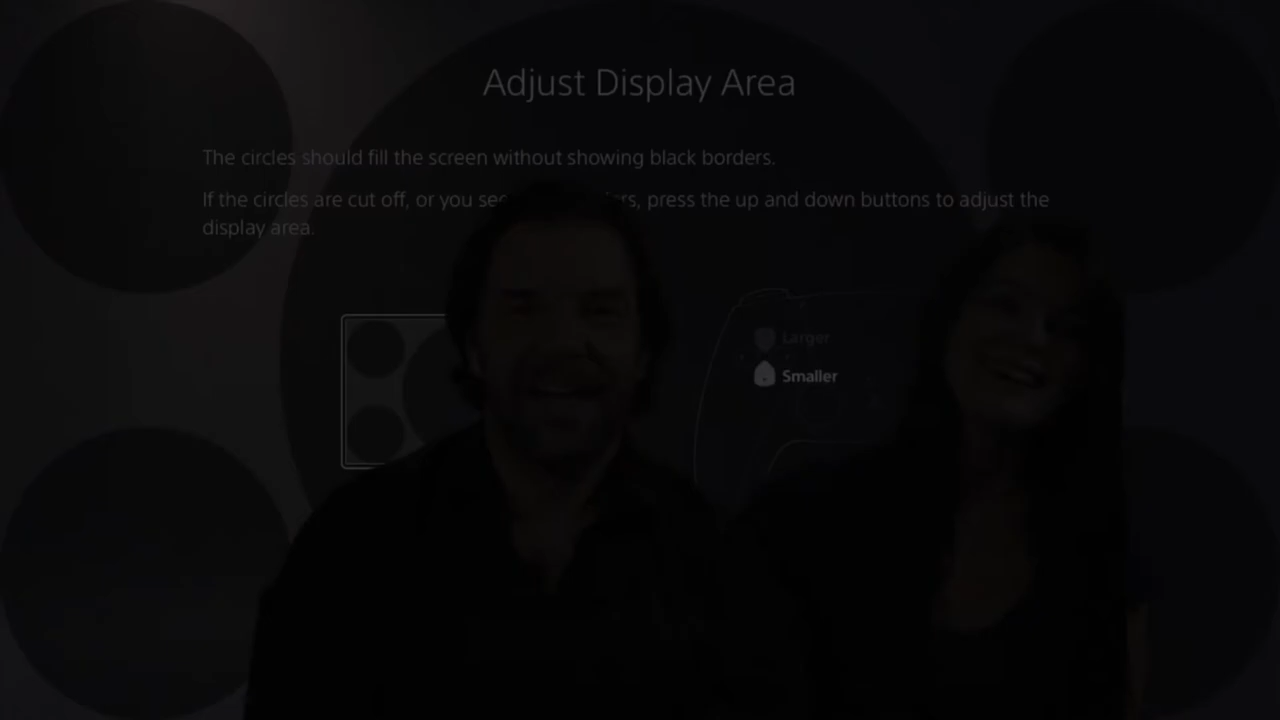 Adjust Display Area
The circles should fill the screen without showing black borders.
If the circles are cut off, or you see rs, press the up and down buttons to adjust the
display area.
Larger
Smaller